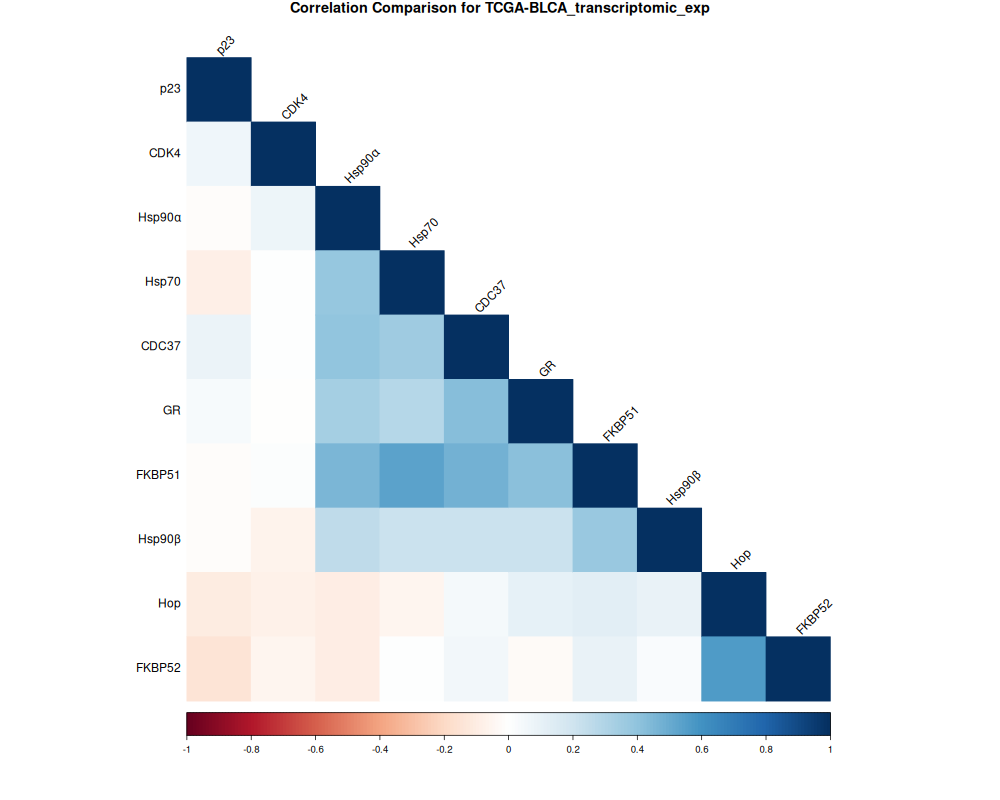 Correlation Comparison for TCGA-BLCA_transcriptomic_exp
p23
p23
CDK4
CDK4
Hsp90α
Hsp90α
Hsp70
Hsp70
CDC37
CDC37
GR
GR
FKBP51
FKBP51
Hsp90β
Hsp90β
Hop
Hop
FKBP52
FKBP52
-1 -0.8 -0.6 -0.4 -0.2 0 0.2 0.4 0.6 0.8 1